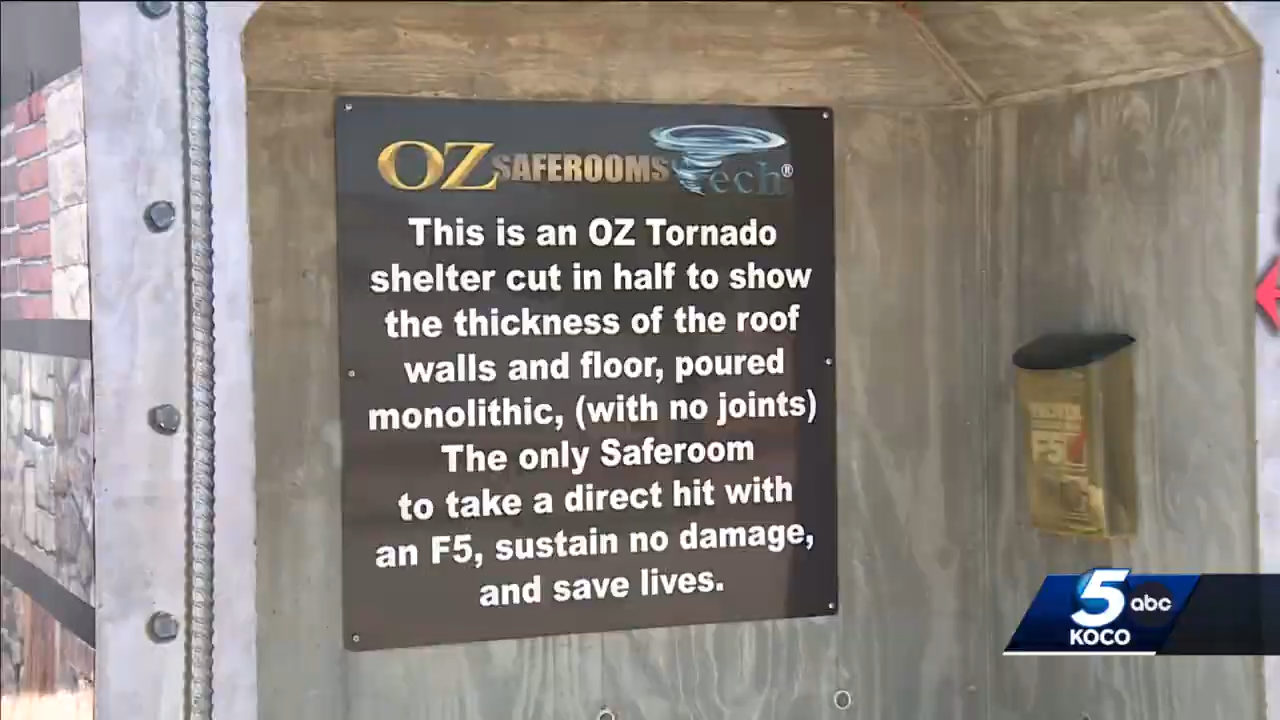 OZ SAFEROOMS Tech®
This is an OZ Tornado
shelter cut in half to show
the thickness of the roof
walls and floor, poured
monolithic, (with no joints)
The only Saferoom
to take a direct hit with
an F5, sustain no damage,
and save lives.
F5
5 abc
KOCO